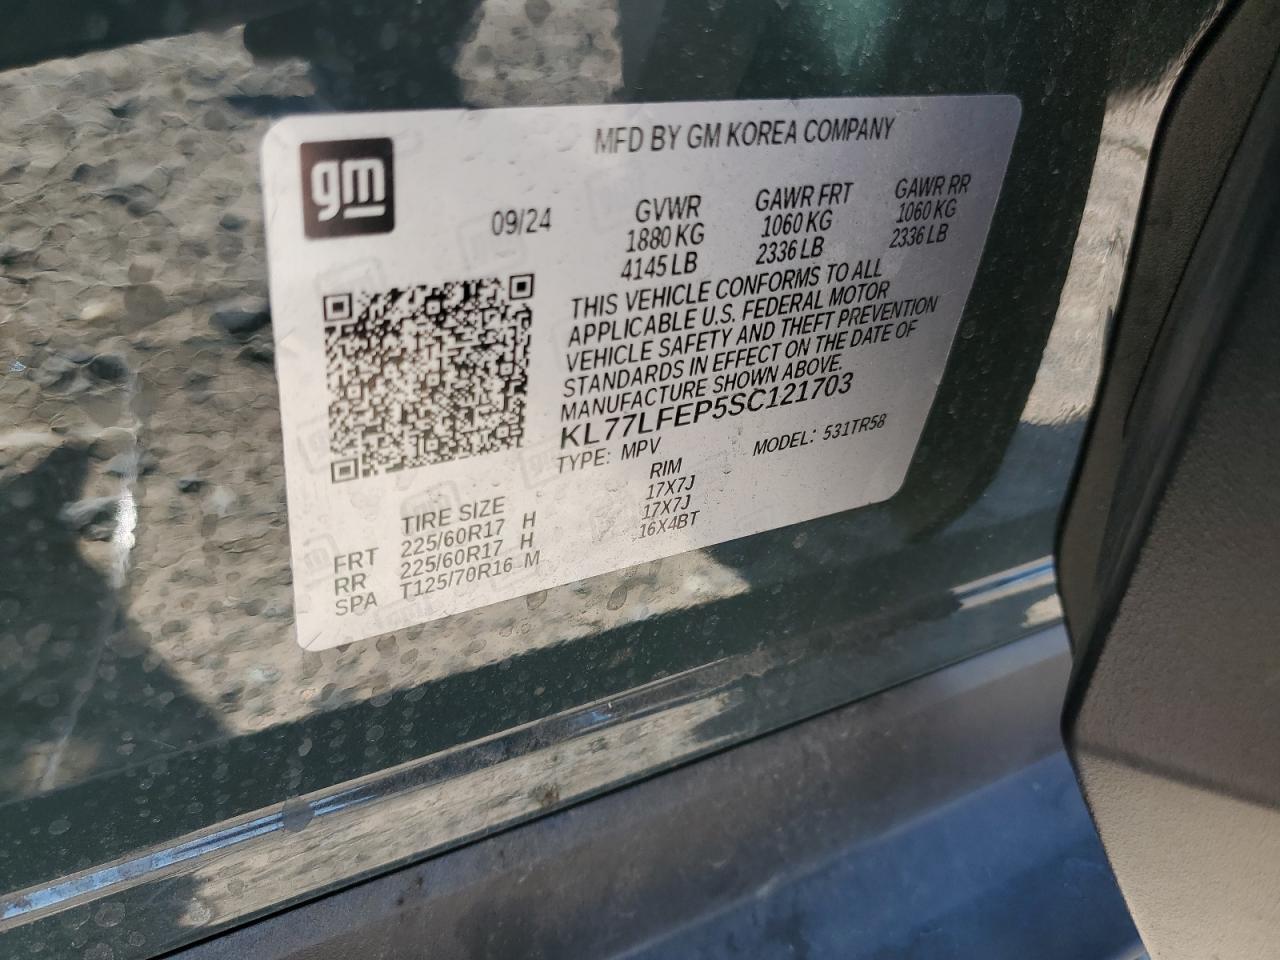 gm
MFD BY GM KOREA COMPANY
09/24
GVWR GAWR FRT GAWR RR
1880 KG 1060 KG 1060 KG
4145 LB 2336 LB 2336 LB
THIS VEHICLE CONFORMS TO ALL
APPLICABLE U.S. FEDERAL MOTOR
VEHICLE SAFETY AND THEFT PREVENTION
STANDARDS IN EFFECT ON THE DATE OF
MANUFACTURE SHOWN ABOVE.
KL77LFEP5SC121703
TYPE: MPV MODEL: 531TR58
TIRE SIZE RIM
FRT 225/60R17 H 17X7J
RR 225/60R17 H 17X7J
SPA T125/70R16 M 16X4BT